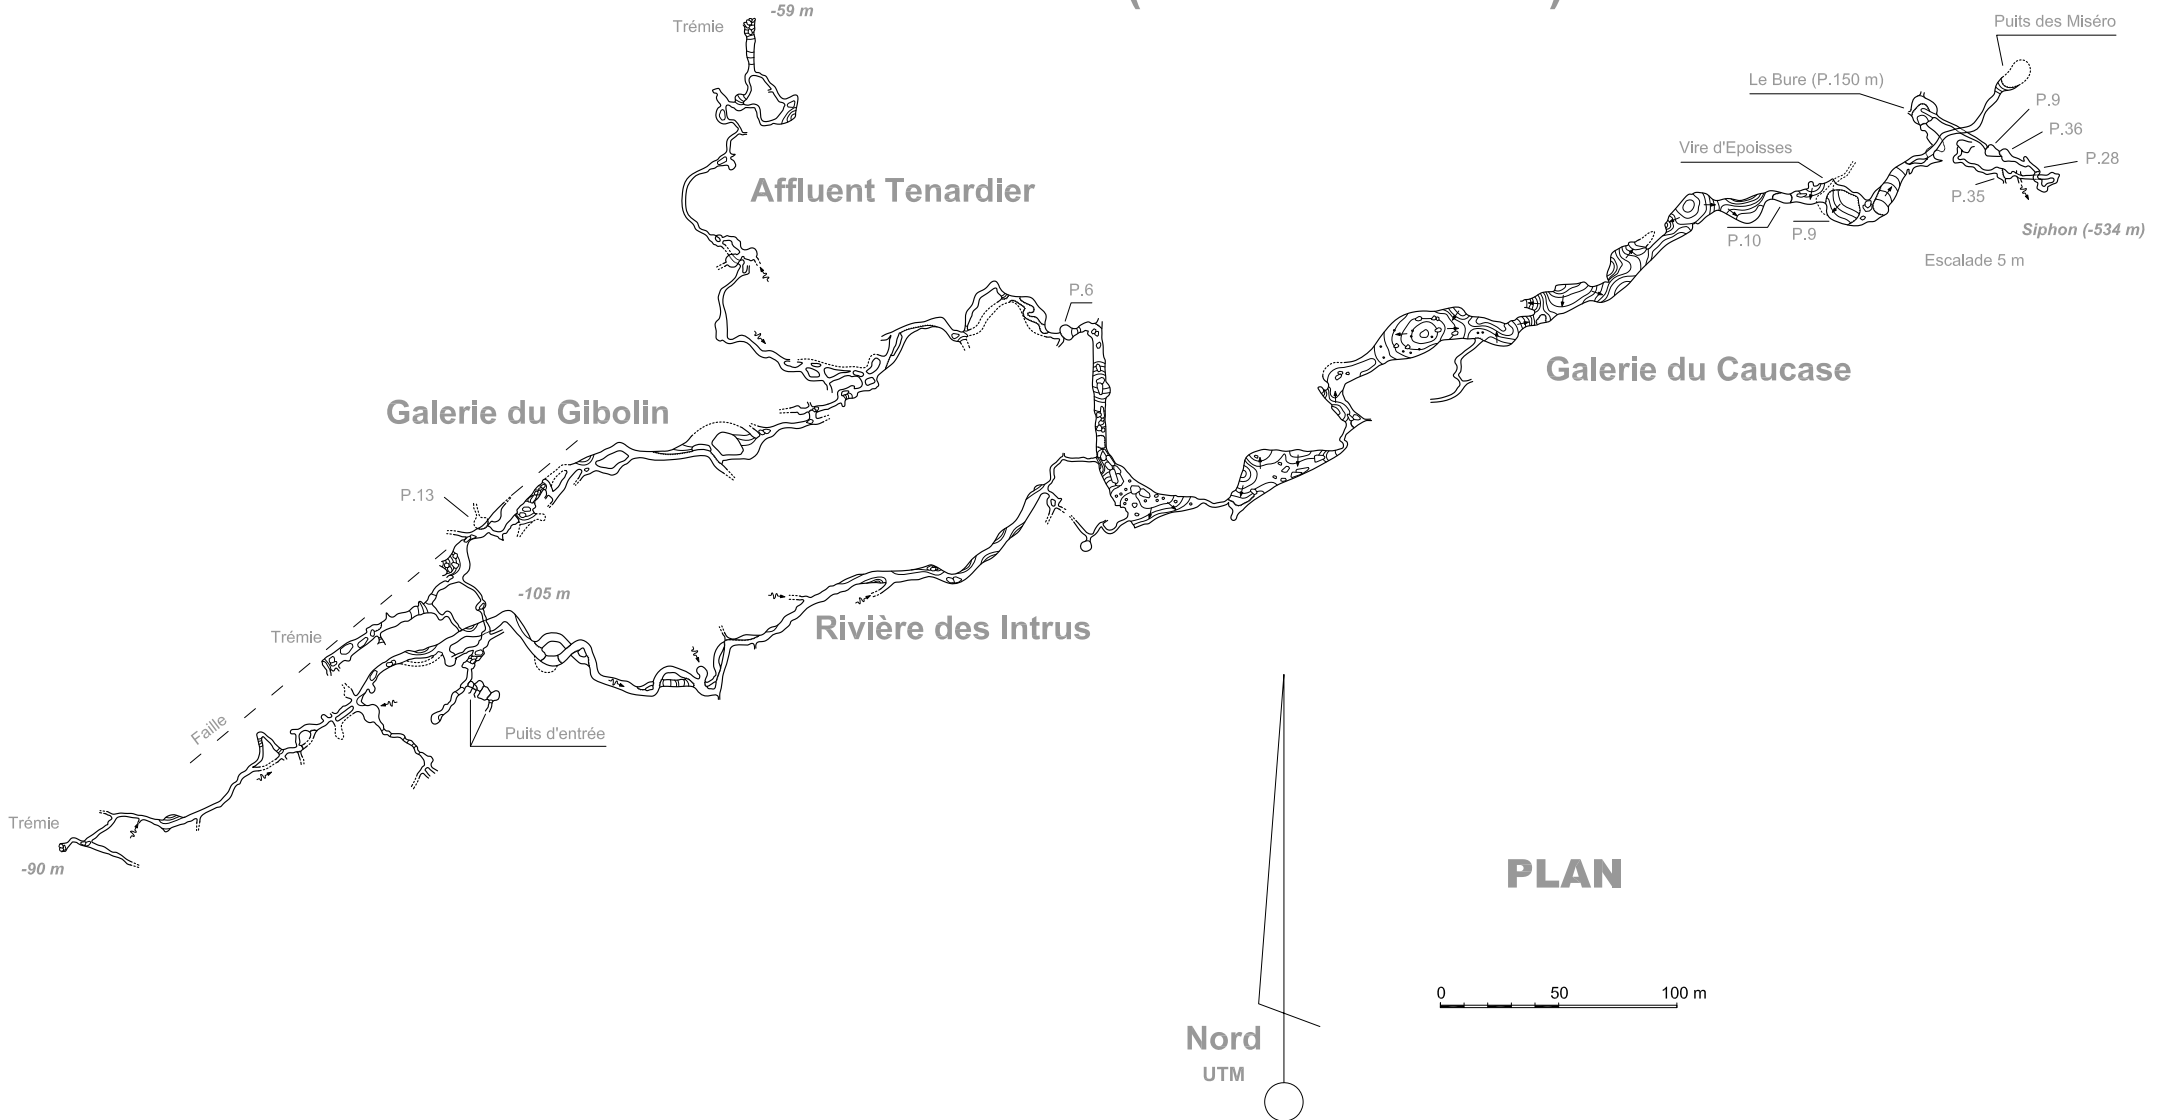 -59 m
Trémie
Puits des Miséro
Le Bure (P.150 m)
P.9
P.36
Vire d'Epoisses
P.28
Affluent Tenardier
P.35
Siphon (-534 m)
P.10
P.9
Escalade 5 m
P.6
Galerie du Caucase
Galerie du Gibolin
P.13
-105 m
Rivière des Intrus
Trémie
Faille
Puits d'entrée
Trémie
-90 m
PLAN
0 50 100 m
Nord
UTM